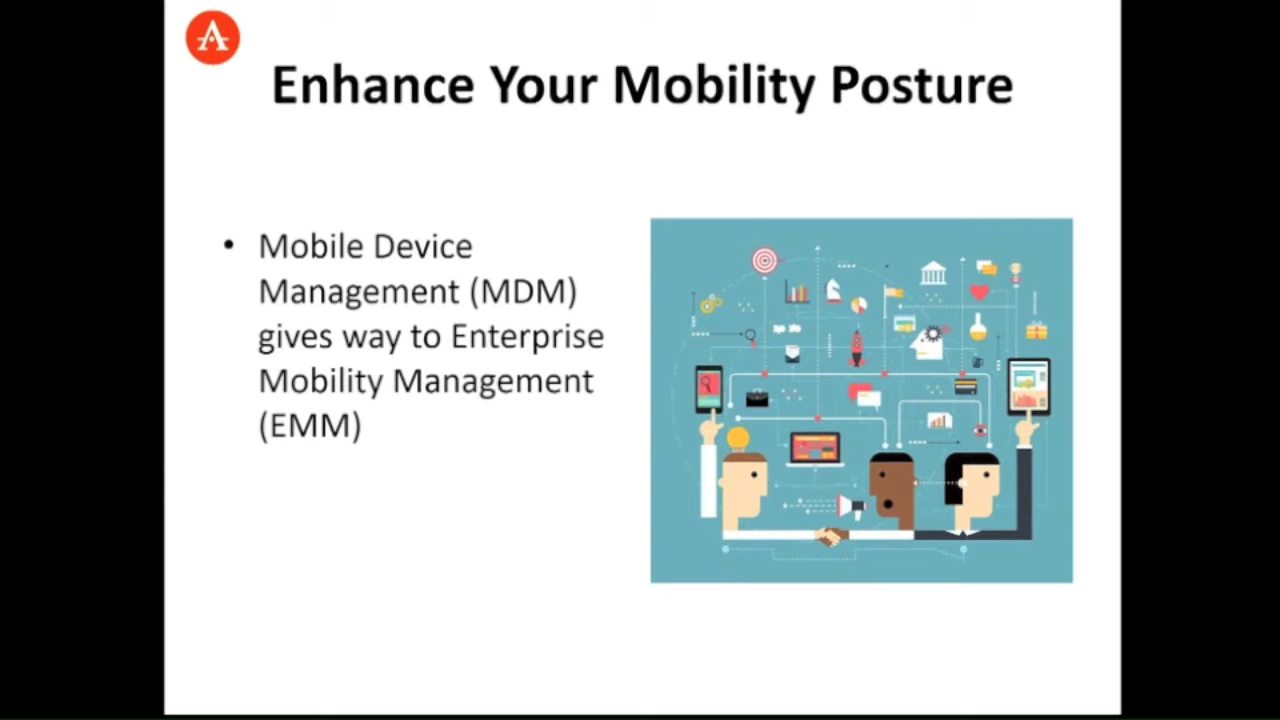 Enhance Your Mobility Posture
• Mobile Device
Management (MDM)
gives way to Enterprise
Mobility Management
(EMM)